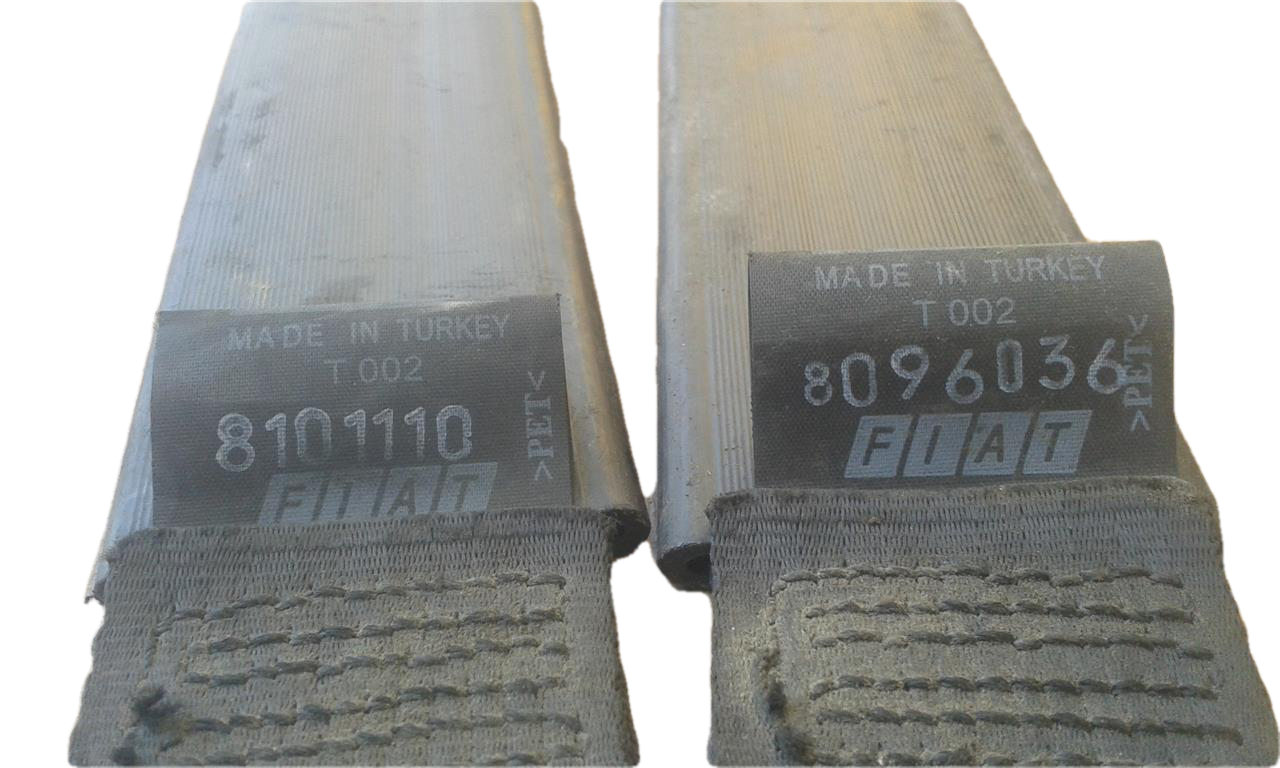 MADE IN TURKEY
T 002
8101110
>PET<
FIAT
MADE IN TURKEY
T 002
8096036
>PET<
FIAT